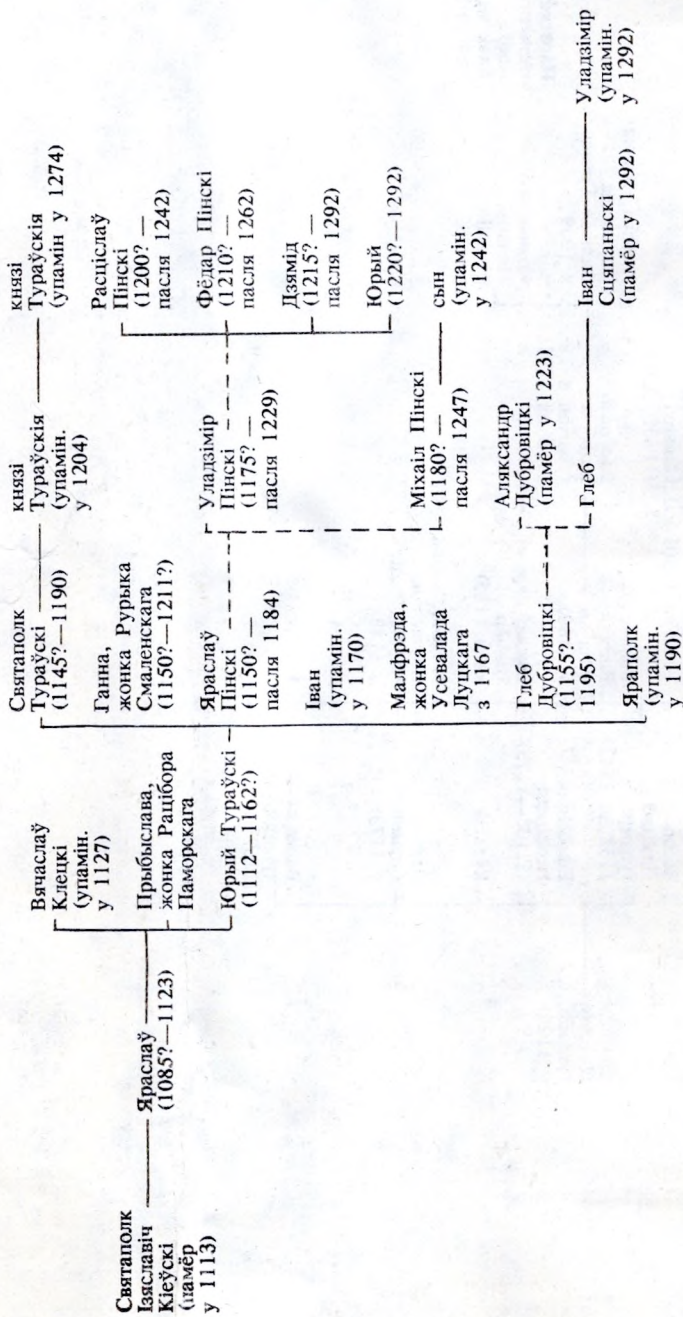 Святаполк
Ізяславіч
Кіеўскі
(памёр
у 1113)
Яраслаў
(1085?—1123)
Вячаслаў
Клецкі
(упамін.
у 1127)
Прыбыслава,
жонка Рацібора
Паморскага
Юрый Тураўскі
(1112—1162?)
Святаполк
Тураўскі
(1145?—1190)
Ганна,
жонка Рурыка
Смаленскага
(1150?—1211?)
Яраслаў
Пінскі
(1150? —
пасля 1184)
Іван
(упамін.
у 1170)
Малфрэда,
жонка
Усевалада
Луцкага
з 1167
Глеб
Дубровіцкі
(1155?—
1195)
Яраполк
(упамін.
у 1190)
князі
Тураўскія
(упамін.
у 1204)
Уладзімір
Пінскі
(1175? —
пасля 1229)
Міхаіл Пінскі
(1180? —
пасля 1247)
Аляксандр
Дубровіцкі
(памёр у 1223)
Глеб
князі
Тураўскія
(упамін у 1274)
Расціслаў
Пінскі
(1200? —
пасля 1242)
Фёдар Пінскі
(1210? —
пасля 1262)
Дзямід
(1215? —
пасля 1292)
Юрый
(1220?—1292)
сын
(упамін.
у 1242)
Іван
Сцяпаньскі
(памёр у 1292)
Уладзімір
(упамін.
у 1292)